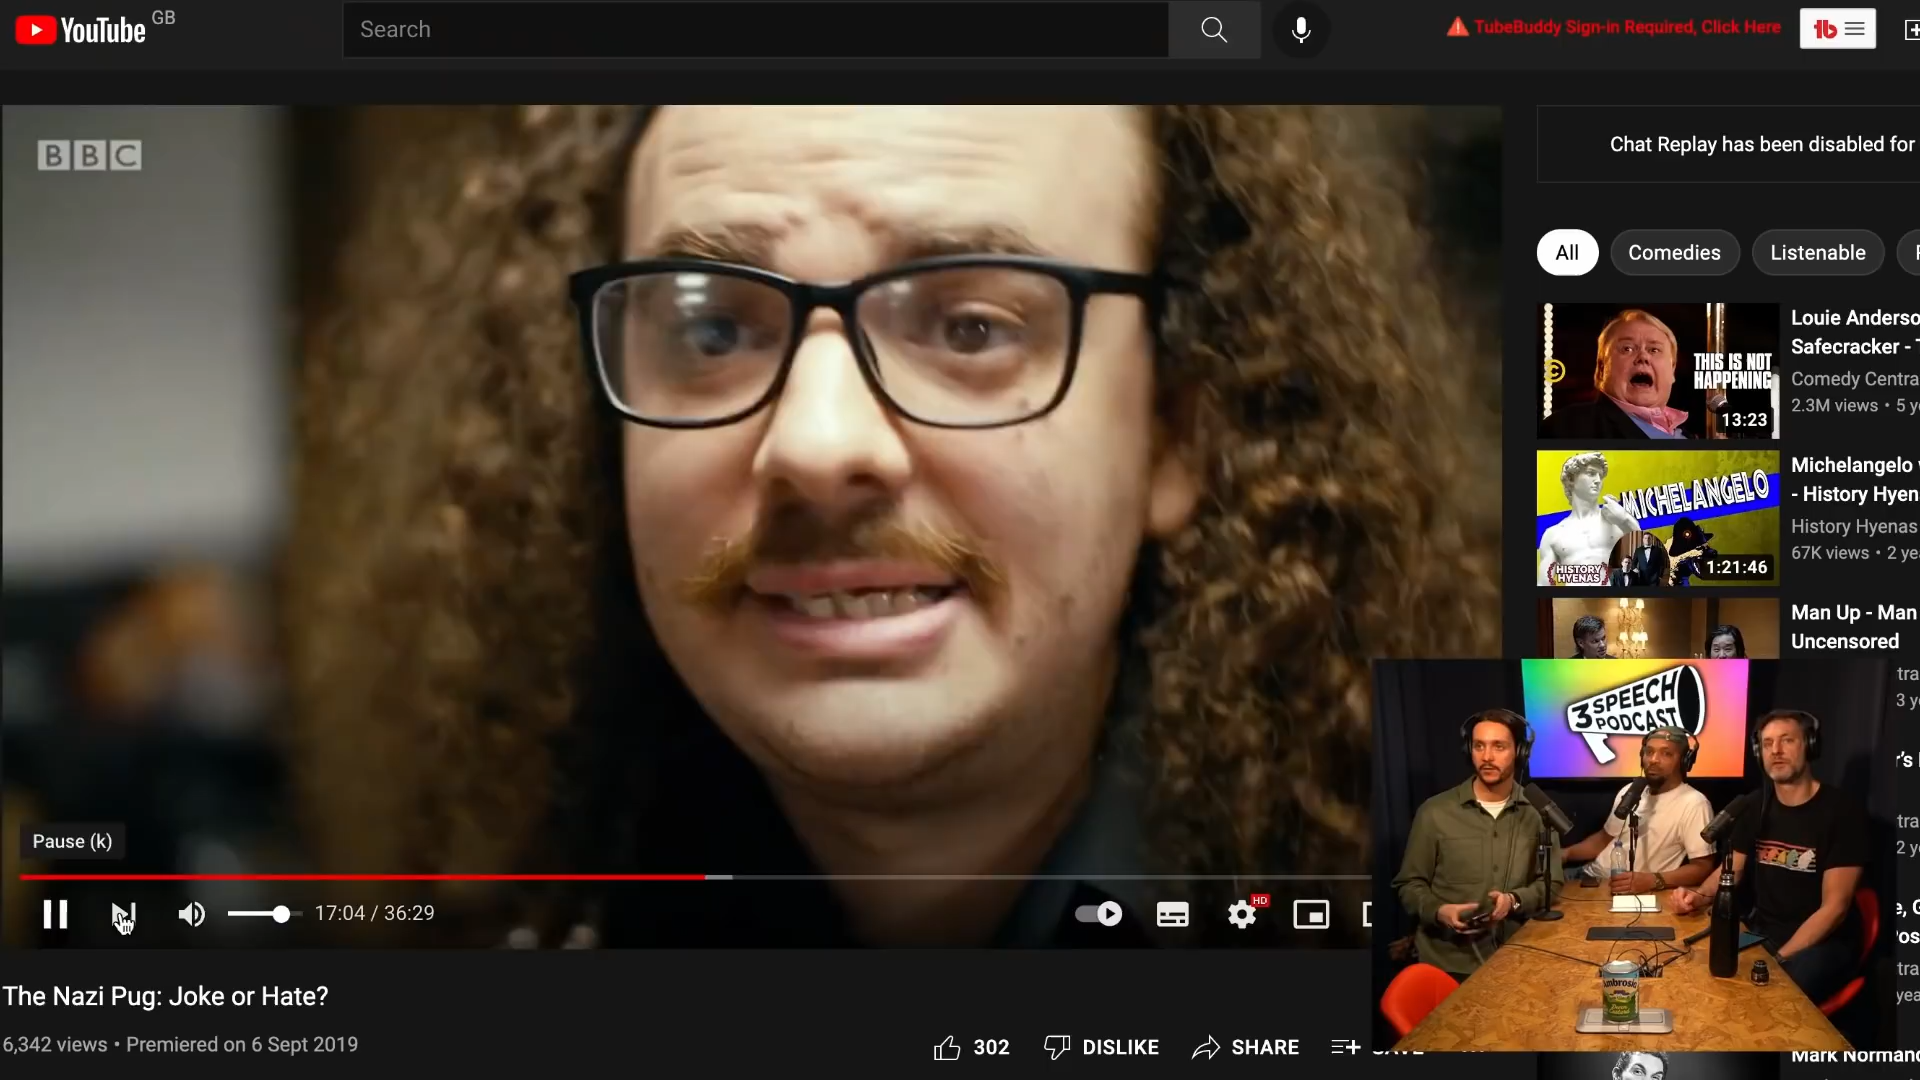 YouTube GB
Search
TubeBuddy Sign-in Required, Click Here
tb
BBC
Chat Replay has been disabled for
All
Comedies
Listenable
THIS IS NOT
HAPPENING
13:23
Louie Anderso
Safecracker -
Comedy Centra
2.3M views • 5 y
MICHELANGELO
HISTORY
HYENAS
1:21:46
Michelangelo
- History Hyen
History Hyenas
67K views • 2 ye
Man Up - Man
Uncensored
3 SPEECH
PODCAST
Ambrosia
Pause (k)
17:04 / 36:29
HD
The Nazi Pug: Joke or Hate?
6,342 views • Premiered on 6 Sept 2019
302
DISLIKE
SHARE
SAVE
Mark Normand